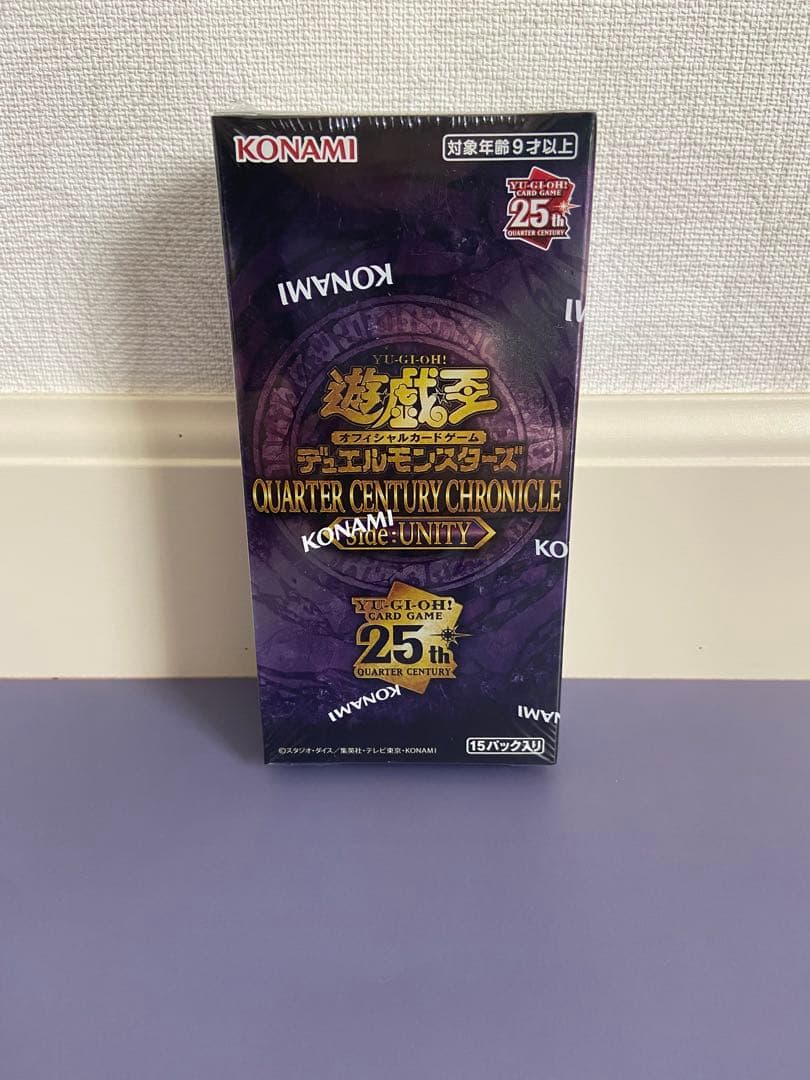 KONAMI
対象年齢9才以上
YU-GI-OH!
CARD GAME
25th
QUARTER CENTURY
KONAMI
YU-GI-OH!
遊戯王
オフィシャルカードゲーム
デュエルモンスターズ
QUARTER CENTURY CHRONICLE
KONAMI
side:UNITY
KO
YU-GI-OH!
CARD GAME
25th
QUARTER CENTURY
KONAMI
©スタジオ・ダイス/集英社・テレビ東京・KONAMI
15パック入り